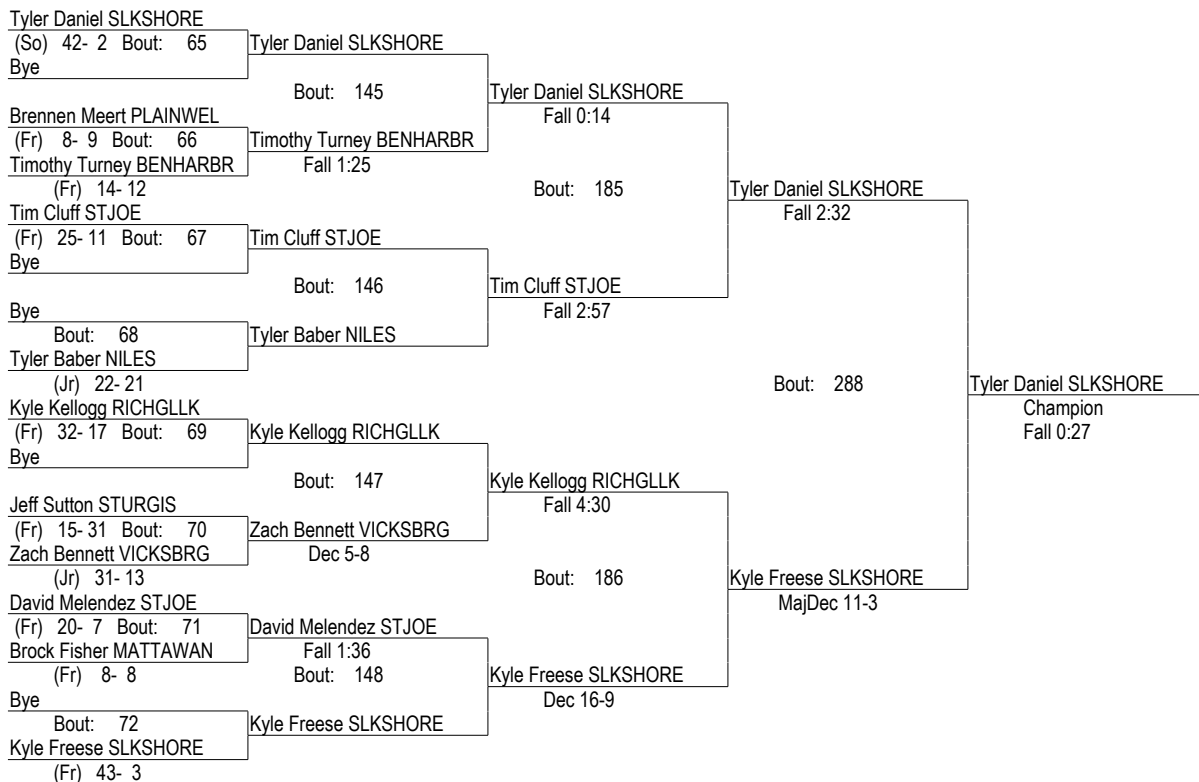 Tyler Daniel SLKSHORE
(So) 42- 2 Bout: 65
Bye
Brennen Meert PLAINWEL
(Fr) 8- 9 Bout: 66
Timothy Turney BENHARBR
(Fr) 14- 12
Tim Cluff STJOE
(Fr) 25- 11 Bout: 67
Bye
Bye
Bout: 68
Tyler Baber NILES
(Jr) 22- 21
Kyle Kellogg RICHGLLK
(Fr) 32- 17 Bout: 69
Bye
Jeff Sutton STURGIS
(Fr) 15- 31 Bout: 70
Zach Bennett VICKSBRG
(Jr) 31- 13
David Melendez STJOE
(Fr) 20- 7 Bout: 71
Brock Fisher MATTAWAN
(Fr) 8- 8
Bye
Bout: 72
Kyle Freese SLKSHORE
(Fr) 43- 3
Tyler Daniel SLKSHORE
Bout: 145
Timothy Turney BENHARBR
Fall 1:25
Tim Cluff STJOE
Bout: 146
Tyler Baber NILES
Kyle Kellogg RICHGLLK
Bout: 147
Zach Bennett VICKSBRG
Dec 5-8
David Melendez STJOE
Fall 1:36
Bout: 148
Kyle Freese SLKSHORE
Tyler Daniel SLKSHORE
Fall 0:14
Bout: 185
Tim Cluff STJOE
Fall 2:57
Kyle Kellogg RICHGLLK
Fall 4:30
Bout: 186
Kyle Freese SLKSHORE
Dec 16-9
Tyler Daniel SLKSHORE
Fall 2:32
Bout: 288
Kyle Freese SLKSHORE
MajDec 11-3
Tyler Daniel SLKSHORE
Champion
Fall 0:27